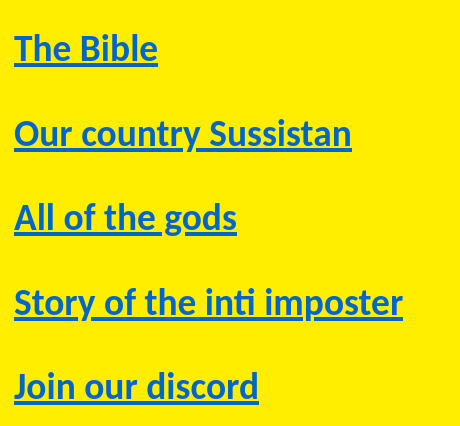 The Bible
Our country Sussistan
All of the gods
Story of the inti imposter
Join our discord